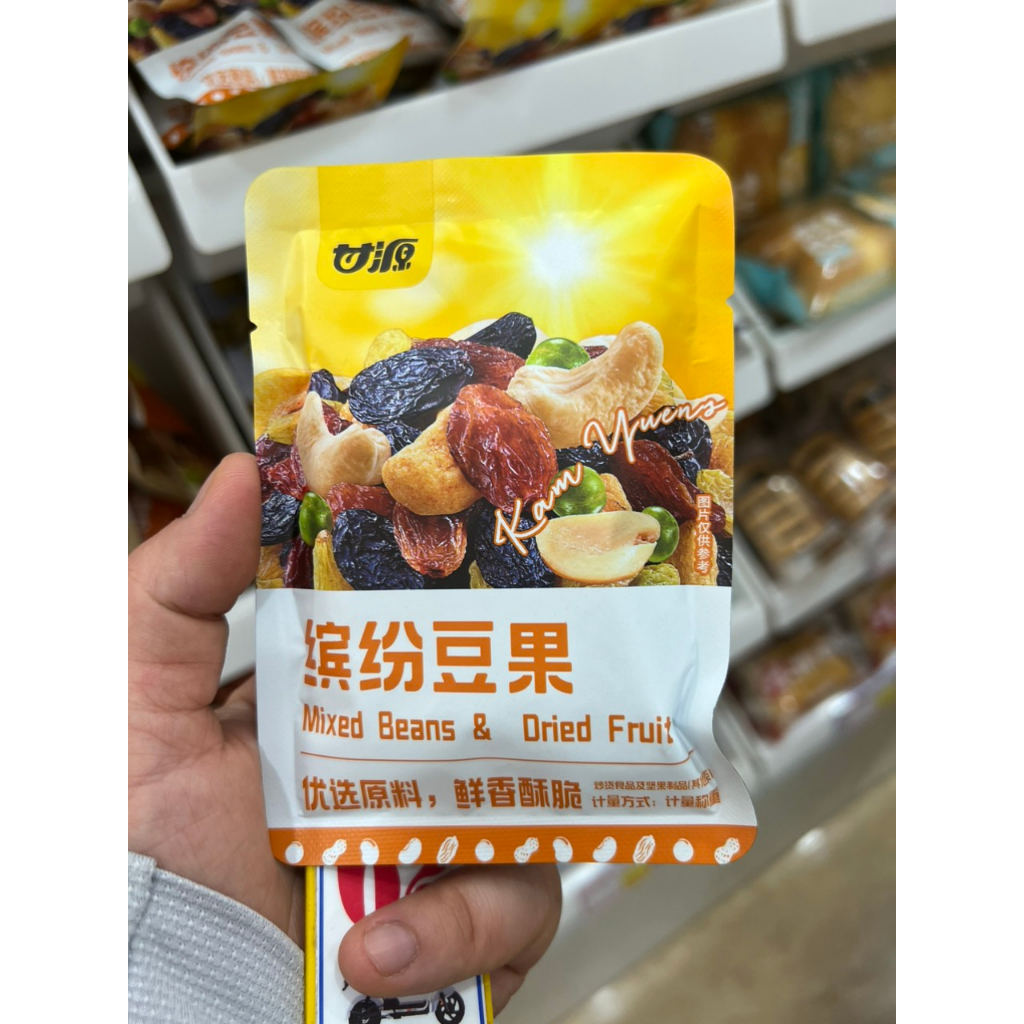 甘源
Kam Yueng
图片仅供参考
缤纷豆果
Mixed Beans & Dried Fruit
优选原料，鲜香酥脆
炒货食品及坚果制品
计量方式：计量称重